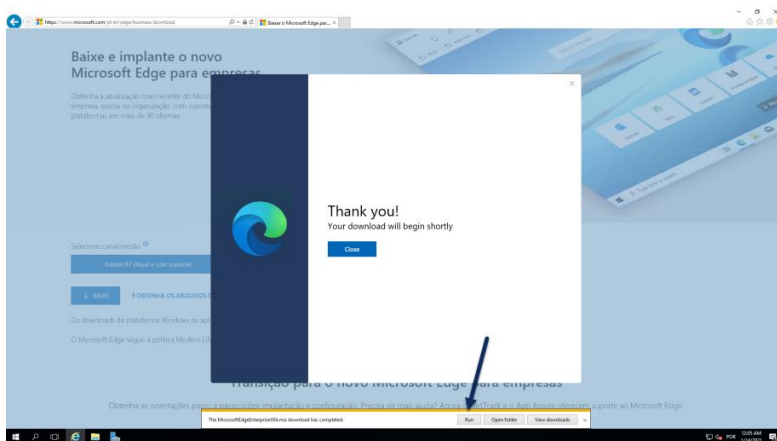 https://www.microsoft.com/pt-br/edge/business/download
Baixar o Microsoft Edge par...
Baixe e implante o novo
Microsoft Edge para empresas
Obtenha a atualização mais recente do Micro
empresa, escola ou organização, com suporte
plataformas em mais de 90 idiomas.
Thank you!
Your download will begin shortly
Close
Selecione canal/versão
Estável 97 (Atual e com suporte)
OBTENHA OS ARQUIVOS D
Os downloads da plataforma Windows se apl
O Microsoft Edge segue a política Modern Lif
Transição para o novo Microsoft Edge para empresas
Obtenha as orientações passo a passo sobre implantação e configuração. Precisa de mais ajuda? Acesse FastTrack e o App Assure oferecem suporte ao Microsoft Edge.
The MicrosoftEdgeEnterpriseX64.msi download has completed.
Run
Open folder
View downloads
POR
12:05 AM